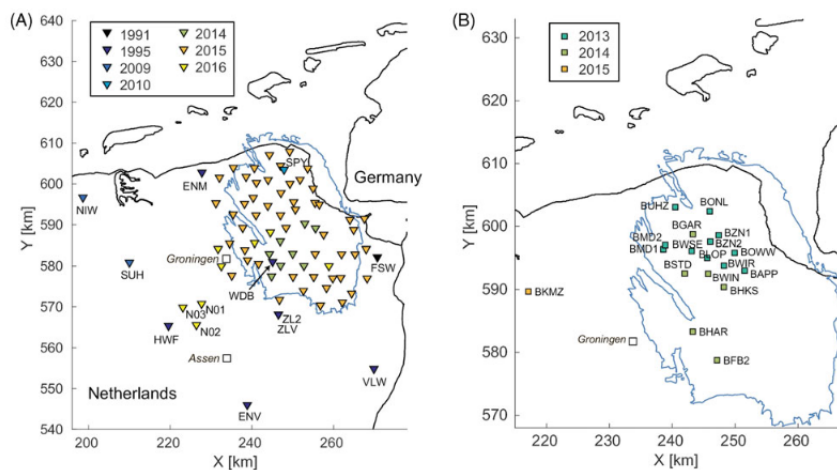 (A)
1991
1995
2009
2010
2014
2015
2016
Y [km]
640
630
620
610
600
590
580
570
560
550
540
200
220
240
260
X [km]
Germany
Netherlands
SPY
ENM
NIW
SUH
Groningen
FSW
WDB
N01
N03
N02
HWF
ZL2
ZLV
Assen
VLW
ENV
(B)
2013
2014
2015
Y [km]
630
620
610
600
590
580
570
220
230
240
250
260
X [km]
BUHZ
BONL
BGAR
BZN1
BMD2
BWSE
BZN2
BMD1
BLOP
BOWW
BWIR
BSTD
BWIN
BAPP
BHKS
BKMZ
Groningen
BHAR
BFB2